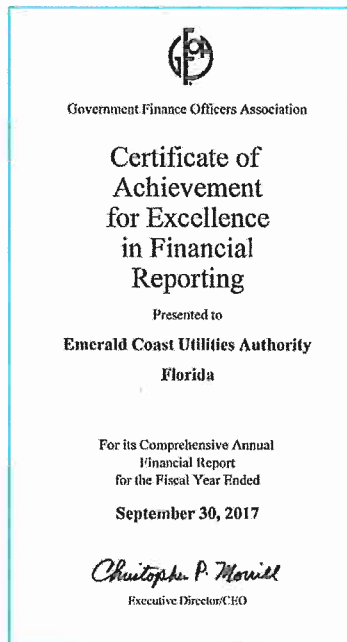 GFOA
Government Finance Officers Association
Certificate of
Achievement
for Excellence
in Financial
Reporting
Presented to
Emerald Coast Utilities Authority
Florida
For its Comprehensive Annual
Financial Report
for the Fiscal Year Ended
September 30, 2017
Christopher P. Morrill
Executive Director/CEO